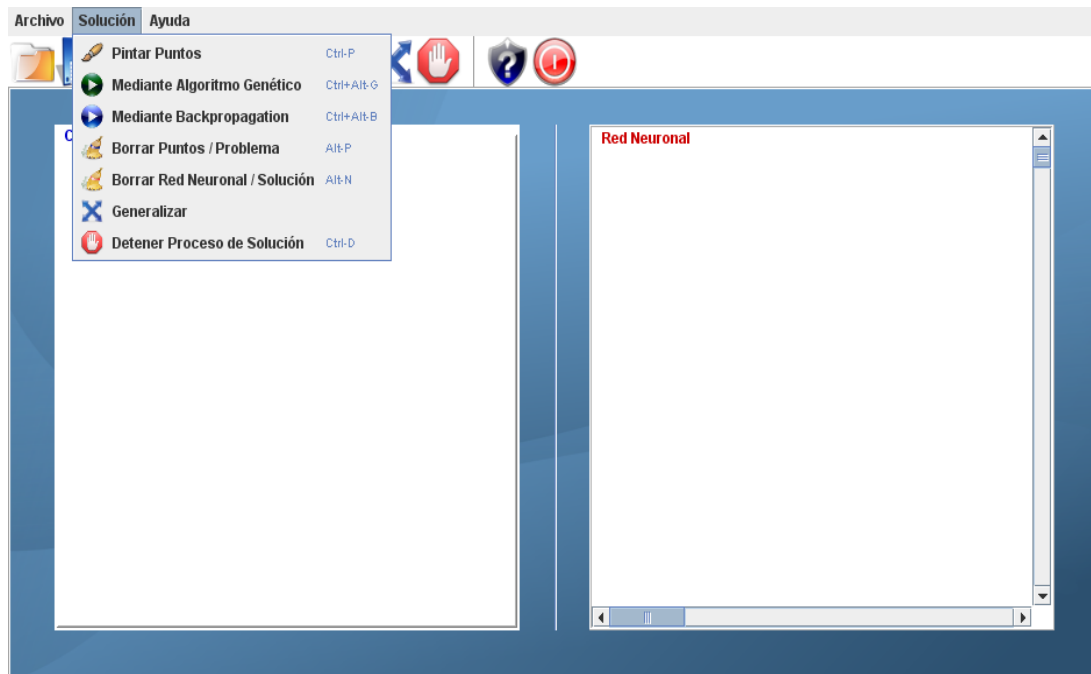 Archivo Solución Ayuda
Pintar Puntos Ctrl-P
Mediante Algoritmo Genético Ctrl+Alt-G
Mediante Backpropagation Ctrl+Alt-B
Borrar Puntos / Problema Alt-P
Borrar Red Neuronal / Solución Alt-N
Generalizar
Detener Proceso de Solución Ctrl-D
Red Neuronal